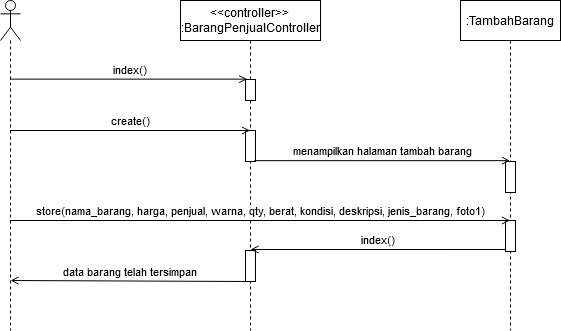 <<controller>>
:BarangPenjualController
:TambahBarang
index()
create()
menampilkan halaman tambah barang
store(nama_barang, harga, penjual, warna, qty, berat, kondisi, deskripsi, jenis_barang, foto1)
index()
data barang telah tersimpan